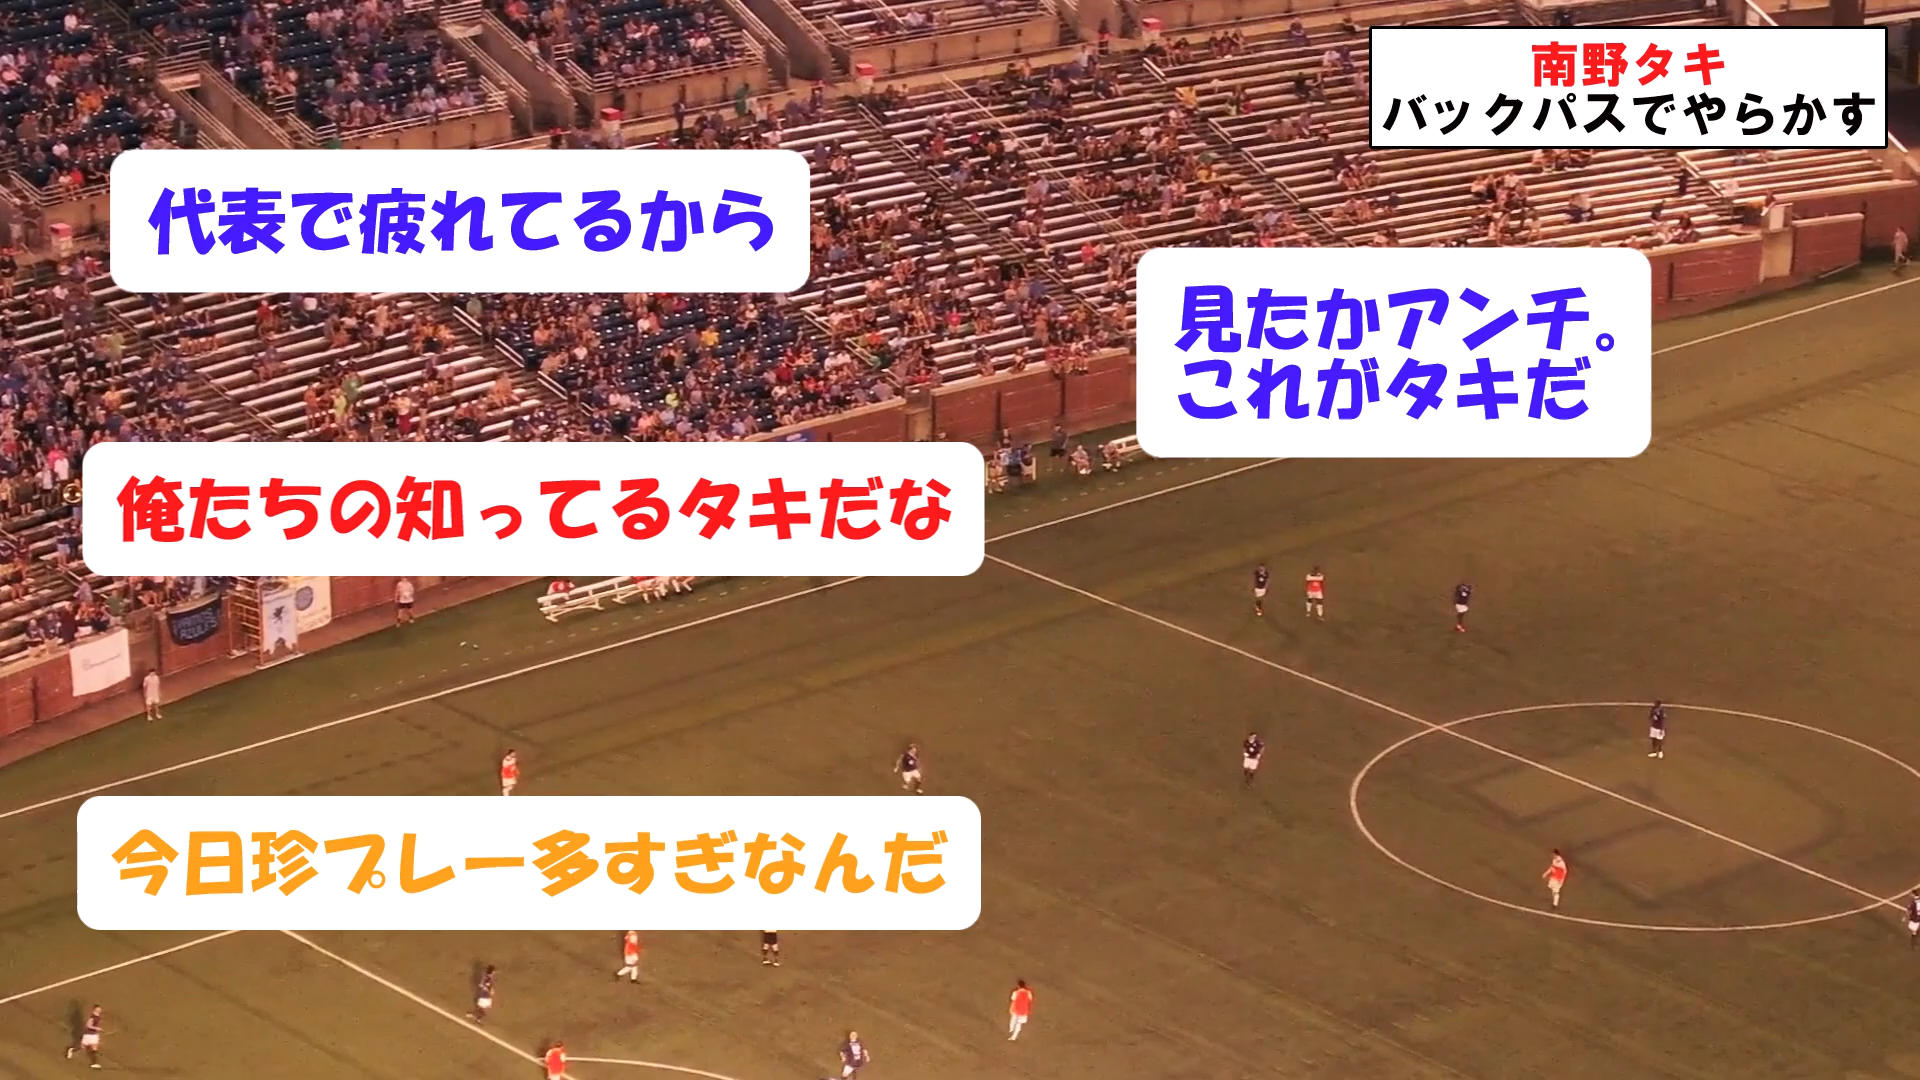 南野タキ
バックパスでやらかす
代表で疲れてるから
見たかアンチ。
これがタキだ
俺たちの知ってるタキだな
今日珍プレー多すぎなんだ